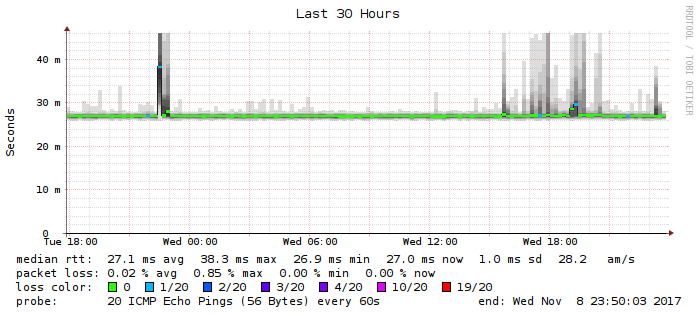 Last 30 Hours
RRDTOOL / TOBI OETIKER
Seconds
40 m
30 m
20 m
10 m
0
Tue 18:00 Wed 00:00 Wed 06:00 Wed 12:00 Wed 18:00
median rtt: 27.1 ms avg 38.3 ms max 26.9 ms min 27.0 ms now 1.0 ms sd 28.2 am/s
packet loss: 0.02 % avg 0.85 % max 0.00 % min 0.00 % now
loss color: 0 1/20 2/20 3/20 4/20 10/20 19/20
probe: 20 ICMP Echo Pings (56 Bytes) every 60s end: Wed Nov 8 23:50:03 2017